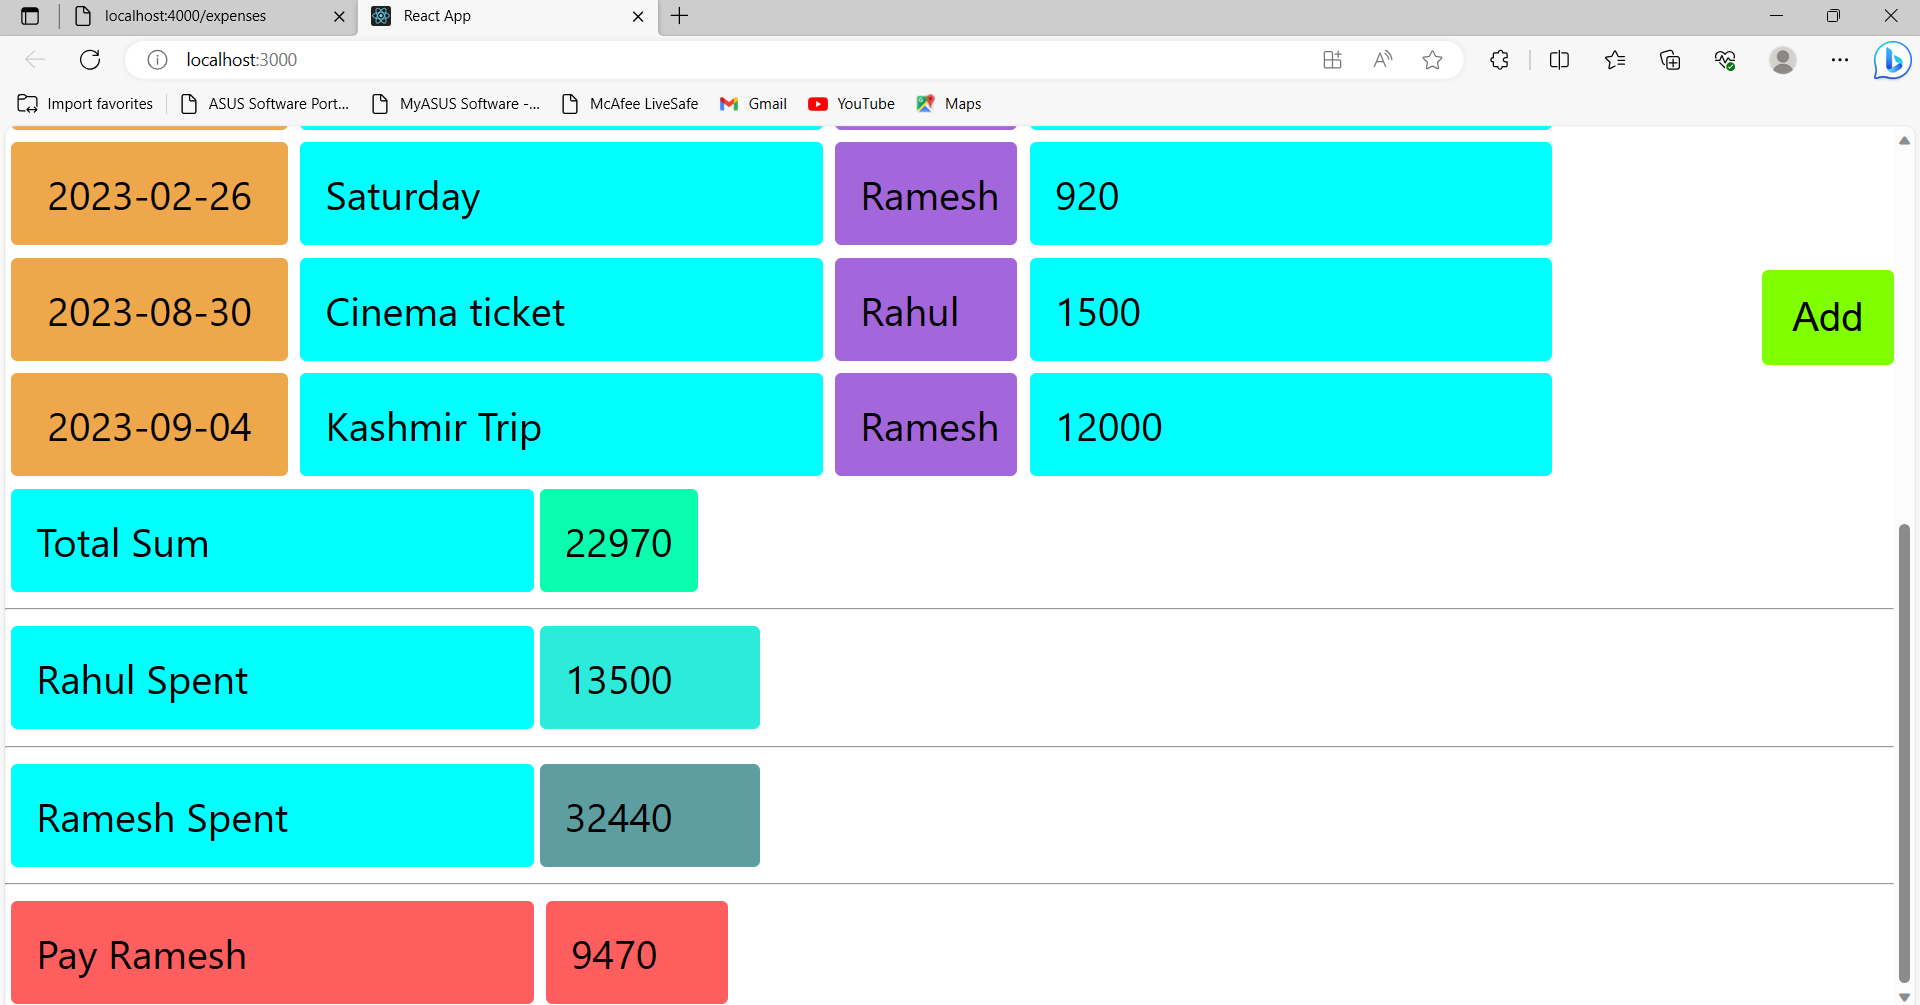 localhost:4000/expenses
React App
localhost:3000
Import favorites
ASUS Software Port...
MyASUS Software -...
McAfee LiveSafe
Gmail
YouTube
Maps
2023-02-26 Saturday Ramesh 920
2023-08-30 Cinema ticket Rahul 1500
Add
2023-09-04 Kashmir Trip Ramesh 12000
Total Sum 22970
Rahul Spent 13500
Ramesh Spent 32440
Pay Ramesh 9470